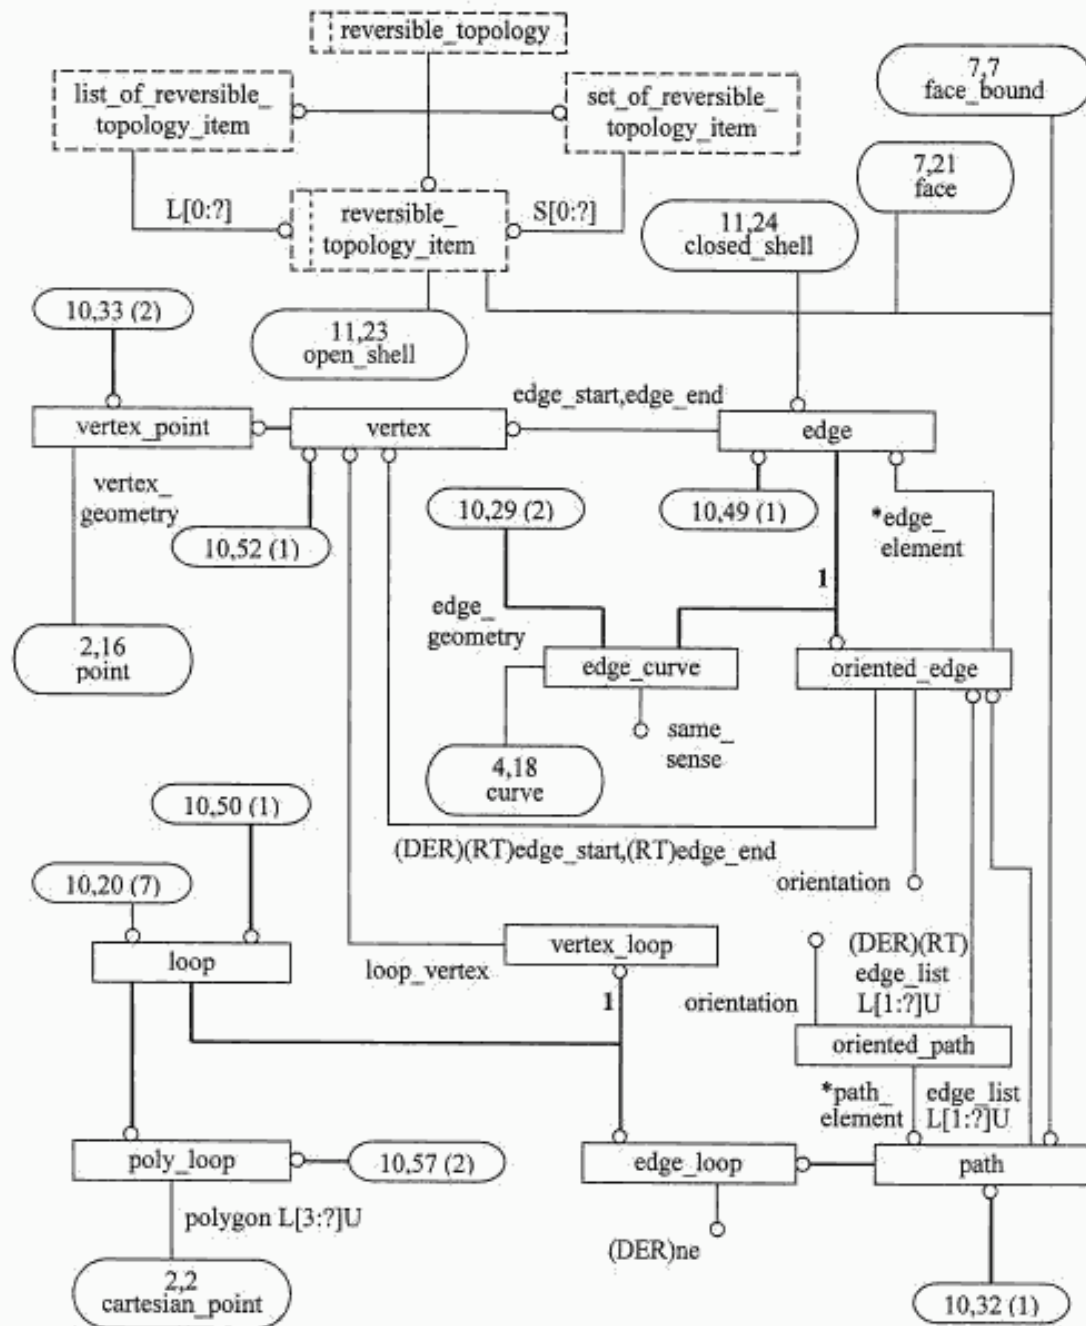 reversible_topology
7,7
face_bound
list_of_reversible_
topology_item
set_of_reversible_
topology_item
7,21
face
L[0:?]
reversible_
topology_item
S[0:?]
11,24
closed_shell
10,33 (2)
11,23
open_shell
edge_start,edge_end
vertex_point
vertex
edge
vertex_
geometry
10,29 (2)
10,49 (1)
*edge_
element
10,52 (1)
1
edge_
geometry
2,16
point
edge_curve
oriented_edge
same_
sense
4,18
curve
10,50 (1)
(DER)(RT)edge_start,(RT)edge_end
10,20 (7)
orientation
loop
loop_vertex
vertex_loop
(DER)(RT)
edge_list
L[1:?]U
1
orientation
oriented_path
*path_
element
edge_list
L[1:?]U
poly_loop
10,57 (2)
edge_loop
path
polygon L[3:?]U
(DER)ne
2,2
cartesian_point
10,32 (1)